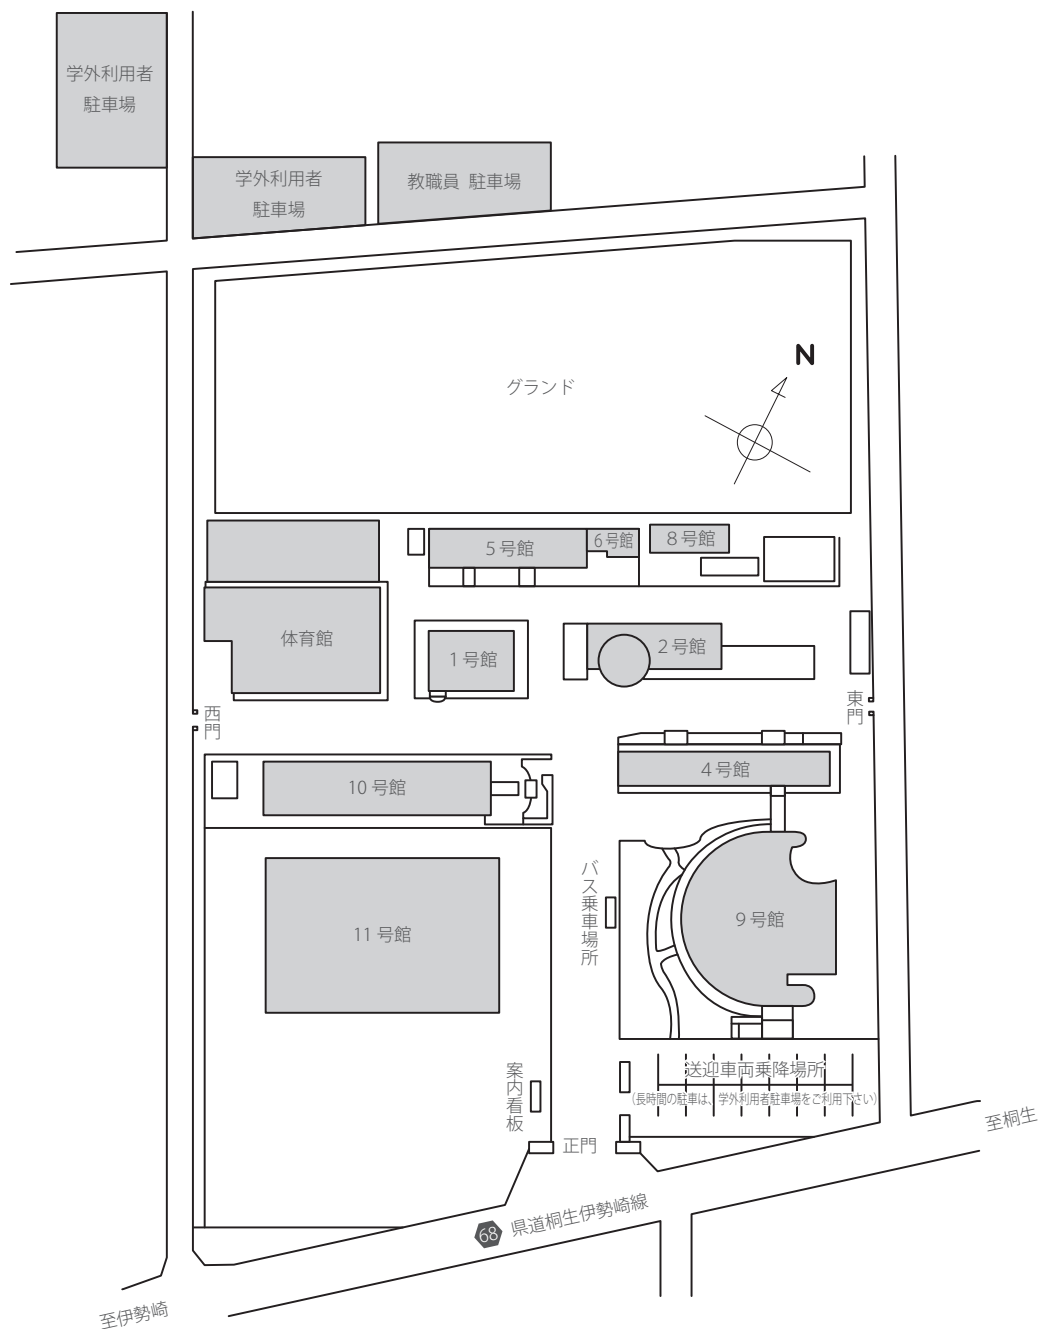 学外利用者
駐車場
学外利用者
駐車場
教職員 駐車場
N
グランド
5号館
6号館
8号館
体育館
1号館
2号館
西門
東門
4号館
10号館
バス乗車場所
9号館
11号館
案内看板
送迎車両乗降場所
(長時間の駐車は、学外利用者駐車場をご利用下さい)
正門
至桐生
68 県道桐生伊勢崎線
至伊勢崎